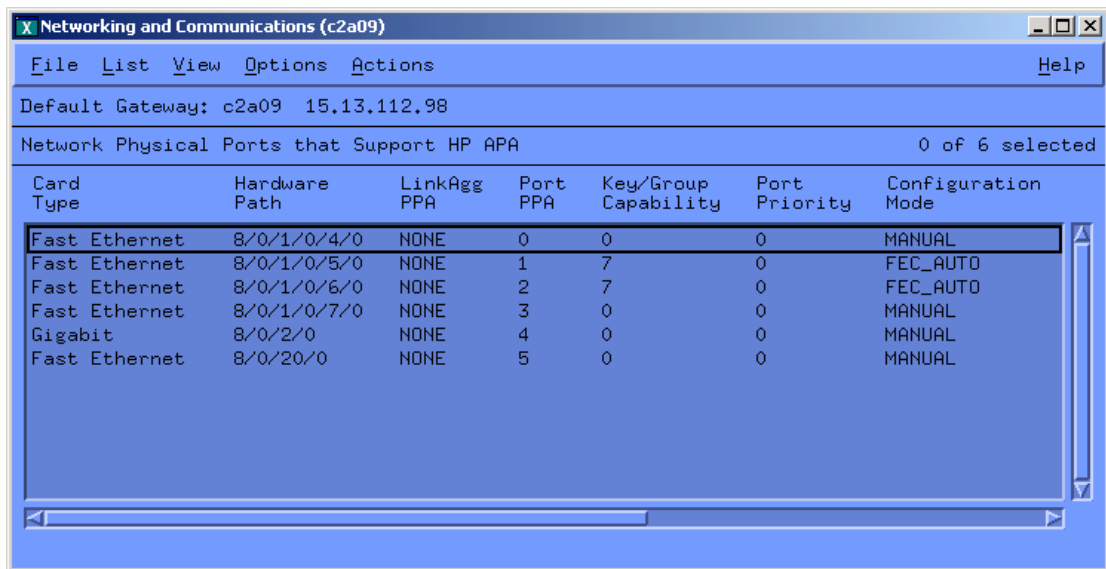 X Networking and Communications (c2a09)
File List View Options Actions Help
Default Gateway: c2a09 15.13.112.98
Network Physical Ports that Support HP APA 0 of 6 selected
Card Hardware LinkAgg Port Key/Group Port Configuration
Type Path PPA PPA Capability Priority Mode
Fast Ethernet 8/0/1/0/4/0 NONE 0 0 0 MANUAL
Fast Ethernet 8/0/1/0/5/0 NONE 1 7 0 FEC_AUTO
Fast Ethernet 8/0/1/0/6/0 NONE 2 7 0 FEC_AUTO
Fast Ethernet 8/0/1/0/7/0 NONE 3 0 0 MANUAL
Gigabit 8/0/2/0 NONE 4 0 0 MANUAL
Fast Ethernet 8/0/20/0 NONE 5 0 0 MANUAL